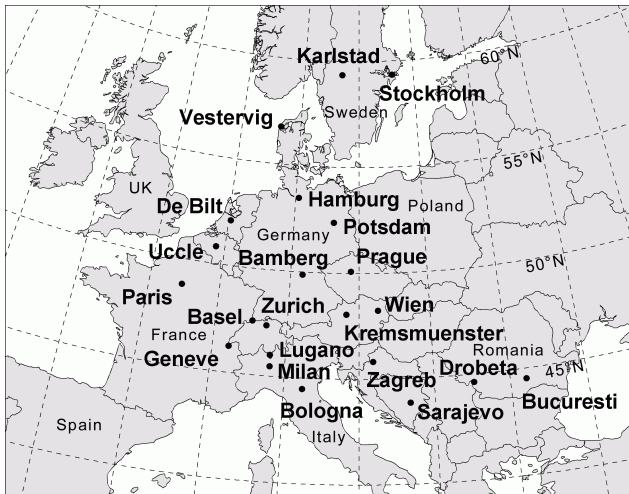 60°N
Karlstad
Stockholm
Sweden
Vestervig
55°N
UK
De Bilt
Hamburg
Poland
Potsdam
Germany
Uccle
Bamberg
Prague
50°N
Paris
Basel
Zurich
Wien
Kremsmuenster
France
Geneve
Lugano
Romania
Milan
Zagreb
Drobeta
45°N
Bologna
Sarajevo
Bucuresti
Spain
Italy